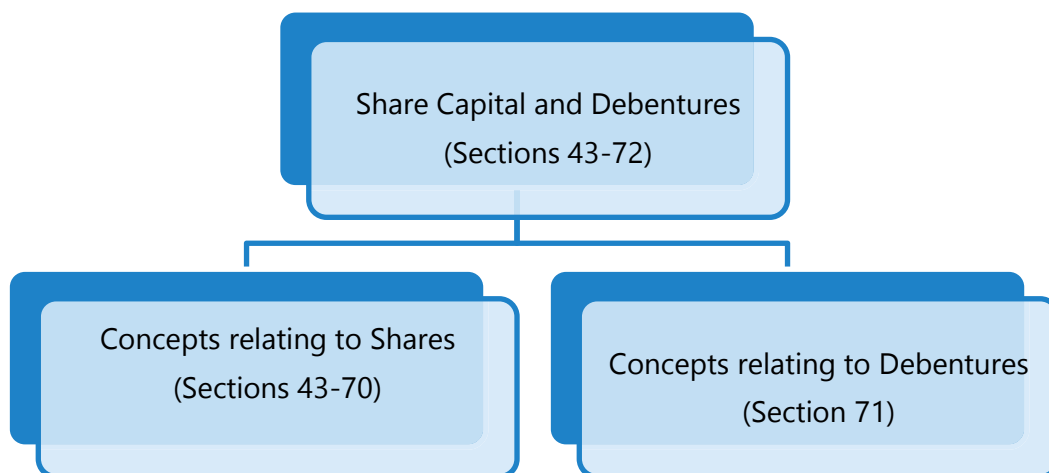 Share Capital and Debentures
(Sections 43-72)
Concepts relating to Shares
(Sections 43-70)
Concepts relating to Debentures
(Section 71)